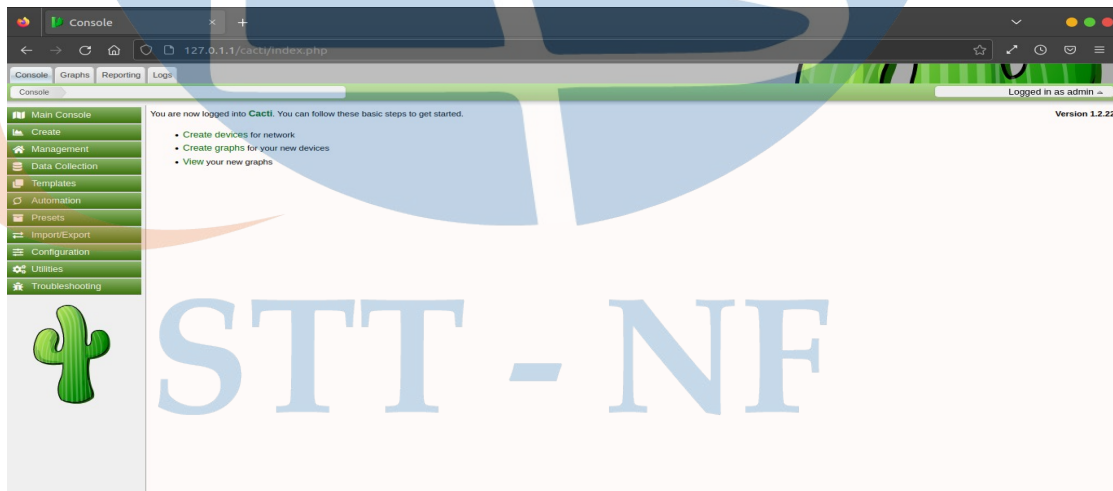 Console
127.0.1.1/cacti/index.php
Console Graphs Reporting Logs
Console
Logged in as admin
Main Console
Create
Management
Data Collection
Templates
Automation
Presets
Import/Export
Configuration
Utilities
Troubleshooting
You are now logged into Cacti. You can follow these basic steps to get started.
Version 1.2.22
• Create devices for network
• Create graphs for your new devices
• View your new graphs
STT - NF